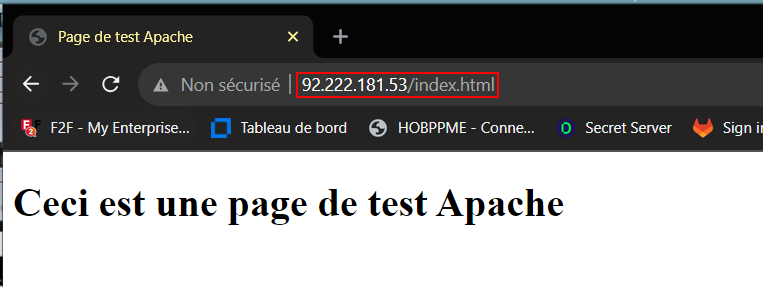 Page de test Apache
Non sécurisé 92.222.181.53/index.html
F2F - My Enterprise... Tableau de bord HOBPPME - Conne... Secret Server Sign in
Ceci est une page de test Apache